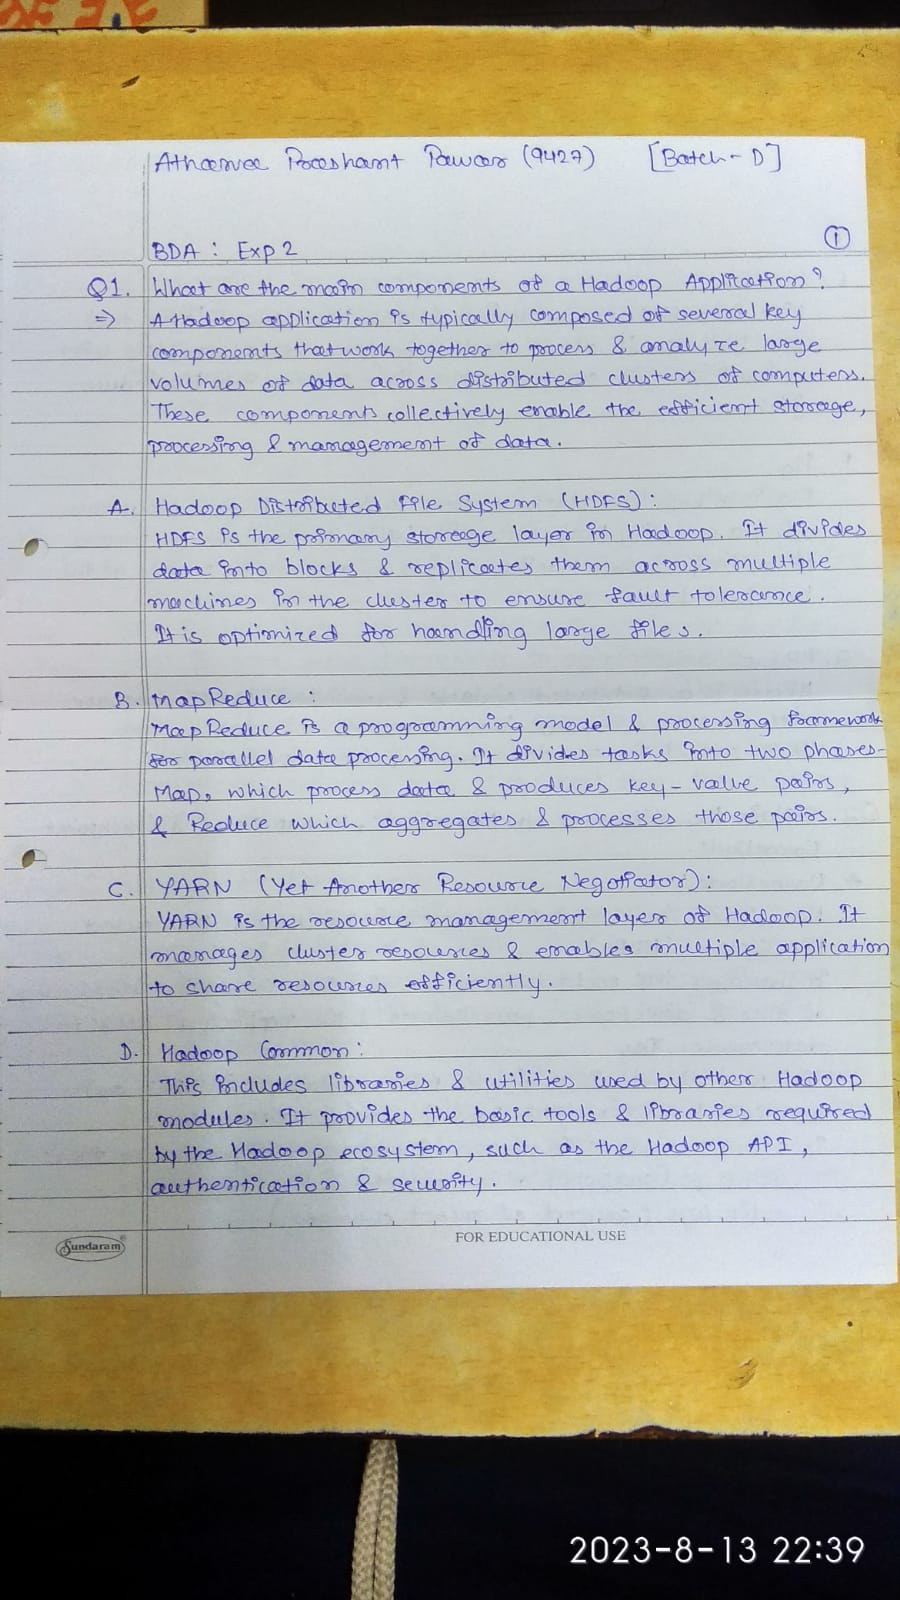 Atharva Prashant Pawar (9427) [Batch - D]
①
BDA : Exp 2
Q1. What are the main components of a Hadoop Application?
⇒ A Hadoop application is typically composed of several key
components that work together to process & analyze large
volumes of data across distributed clusters of computers.
These components collectively enable the efficient storage,
processing & management of data.
A. Hadoop Distributed File System (HDFS) :
HDFS is the primary storage layer in Hadoop. It divides
data into blocks & replicates them across multiple
machines in the cluster to ensure fault tolerance.
It is optimized for handling large files.
B. MapReduce :
MapReduce is a programming model & processing framework
for parallel data processing. It divides tasks into two phases-
Map, which process data & produces key-value pairs,
& Reduce which aggregates & processes those pairs.
C. YARN (Yet Another Resource Negotiator) :
YARN is the resource management layer of Hadoop. It
manages cluster resources & enables multiple application
to share resources efficiently.
D. Hadoop Common :
This includes libraries & utilities used by other Hadoop
modules. It provides the basic tools & libraries required
by the Hadoop ecosystem, such as the Hadoop API,
authentication & security.
Sundaram®
FOR EDUCATIONAL USE
2023-8-13 22:39